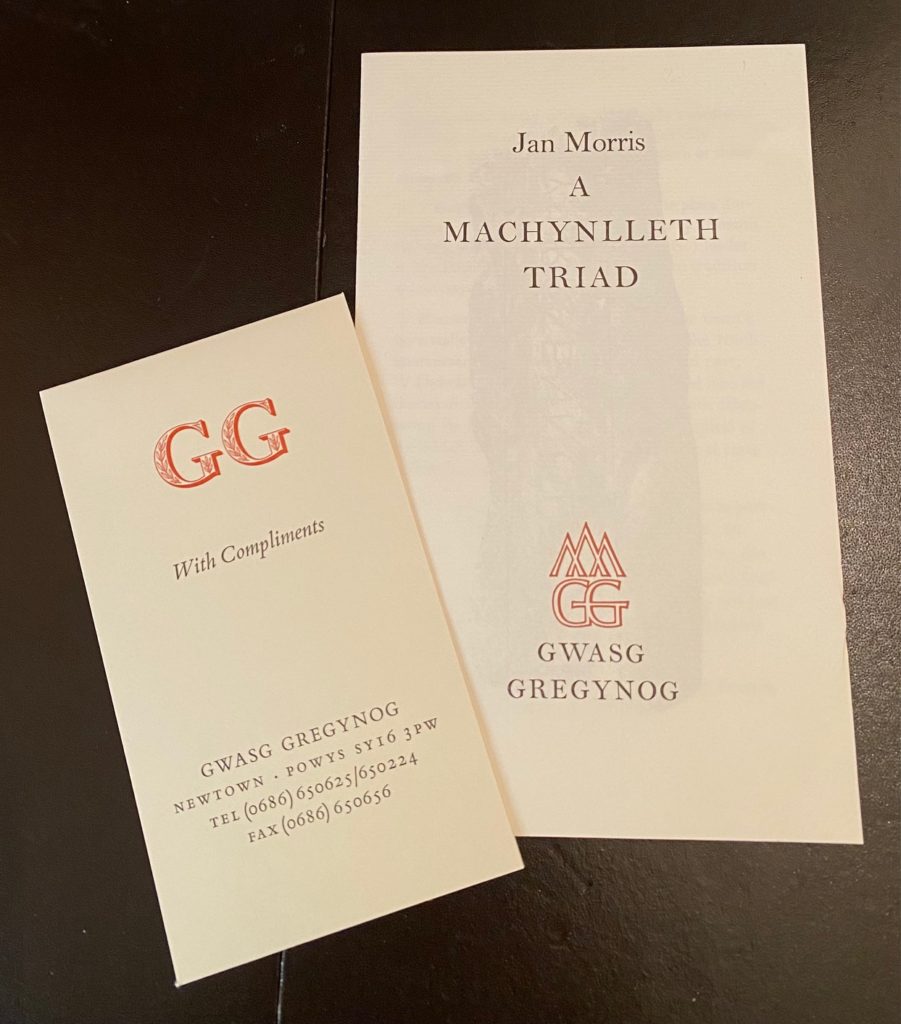 Jan Morris
A
MACHYNLLETH
TRIAD
GG
GWASG
GREGYNOG
GG
With Compliments
GWASG GREGYNOG
NEWTOWN · POWYS SY16 3PW
TEL (0686) 650625/650224
FAX (0686) 650656